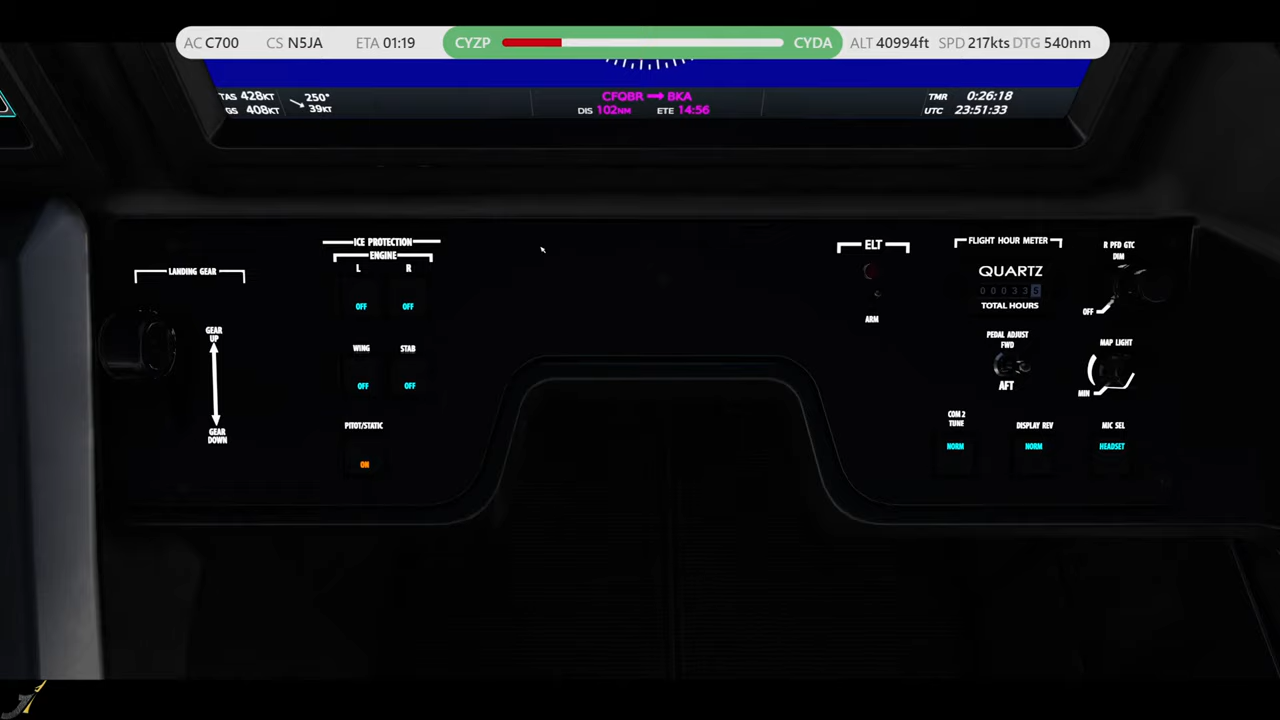 AC C700 CS N5JA ETA 01:19 CYZP CYDA ALT 40994ft SPD 217kts DTG 540nm
TAS 428KT
GS 408KT
250°
39KT
CFQBR → BKA
DIS 102NM ETE 14:56
TMR 0:26:18
UTC 23:51:33
LANDING GEAR
GEAR
UP
GEAR
DOWN
ICE PROTECTION
ENGINE
L R
OFF OFF
WING STAB
OFF OFF
PITOT/STATIC
ON
ELT
ARM
FLIGHT HOUR METER
QUARTZ
00033
TOTAL HOURS
R PFD GTC
DIM
OFF
PEDAL ADJUST
FWD
AFT
MAP LIGHT
MIN
COM 2
TUNE
NORM
DISPLAY REV
NORM
MIC SEL
HEADSET